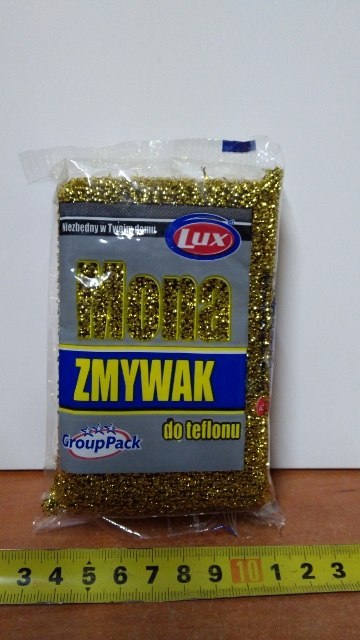 Niezbędny w Twoim domu
Lux
Mona
ZMYWAK
do teflonu
GroupPack
3 4 5 6 7 8 9 10 1 2 3